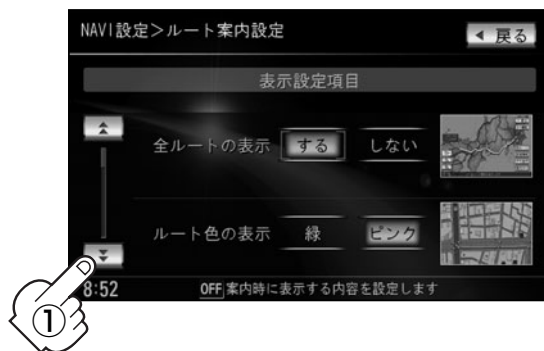 NAVI設定＞ルート案内設定
戻る
表示設定項目
全ルートの表示 する しない
ルート色の表示 緑 ピンク
8:52 OFF 案内時に表示する内容を設定します
①